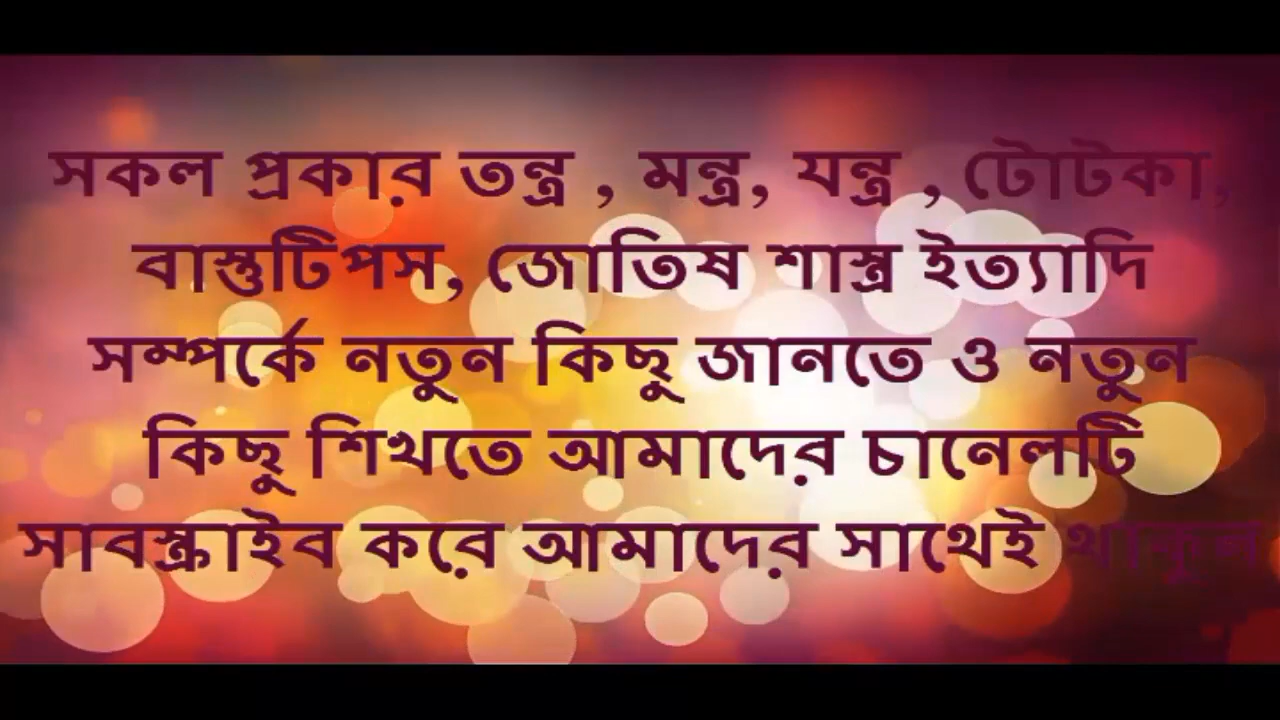 সকল প্রকার তন্ত্র , মন্ত্র, যন্ত্র , টোটকা,
বাস্তুটিপস, জোতিষ শাস্ত্র ইত্যাদি
সম্পর্কে নতুন কিছু জানতে ও নতুন
কিছু শিখতে আমাদের চানেলটি
সাবস্ক্রাইব করে আমাদের সাথেই